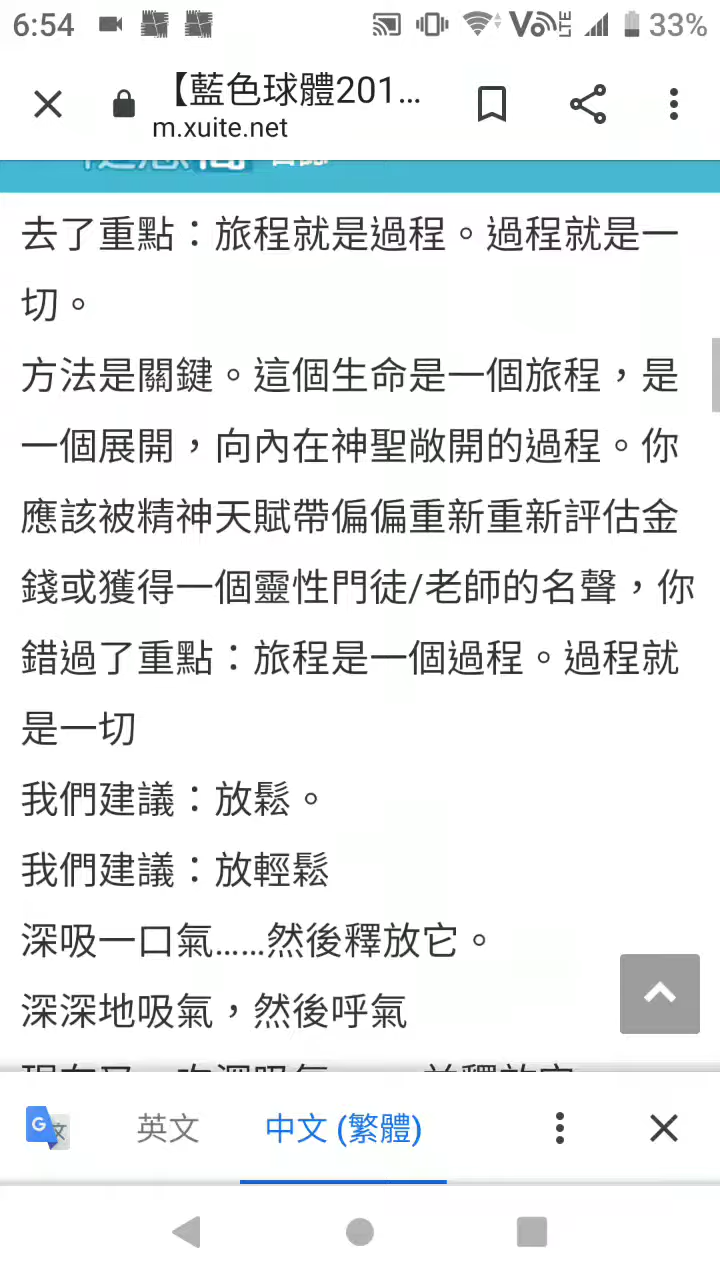 6:54
LTE
33%
【藍色球體201...
m.xuite.net
去了重點：旅程就是過程。過程就是一
切。
方法是關鍵。這個生命是一個旅程，是
一個展開，向內在神聖敞開的過程。你
應該被精神天賦帶偏偏重新重新評估金
錢或獲得一個靈性門徒/老師的名聲，你
錯過了重點：旅程是一個過程。過程就
是一切
我們建議：放鬆。
我們建議：放輕鬆
深吸一口氣......然後釋放它。
深深地吸氣，然後呼氣
英文
中文 (繁體)